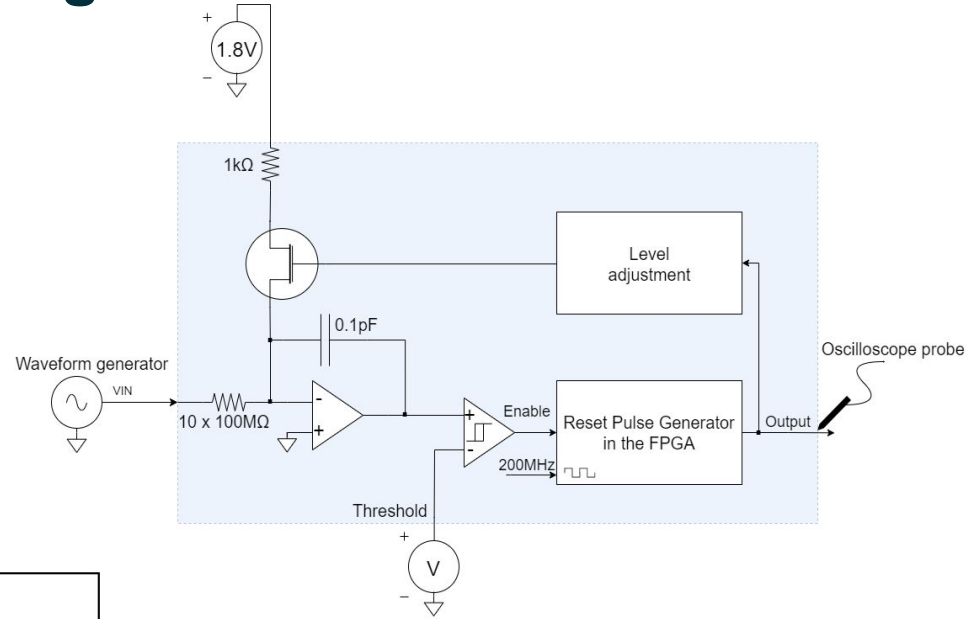 +
1.8V
−
1kΩ
Level
adjustment
0.1pF
Waveform generator
VIN
10 x 100MΩ
-
+
+
-
Enable
200MHz
Reset Pulse Generator
in the FPGA
Output
Oscilloscope probe
Threshold
+
V
−